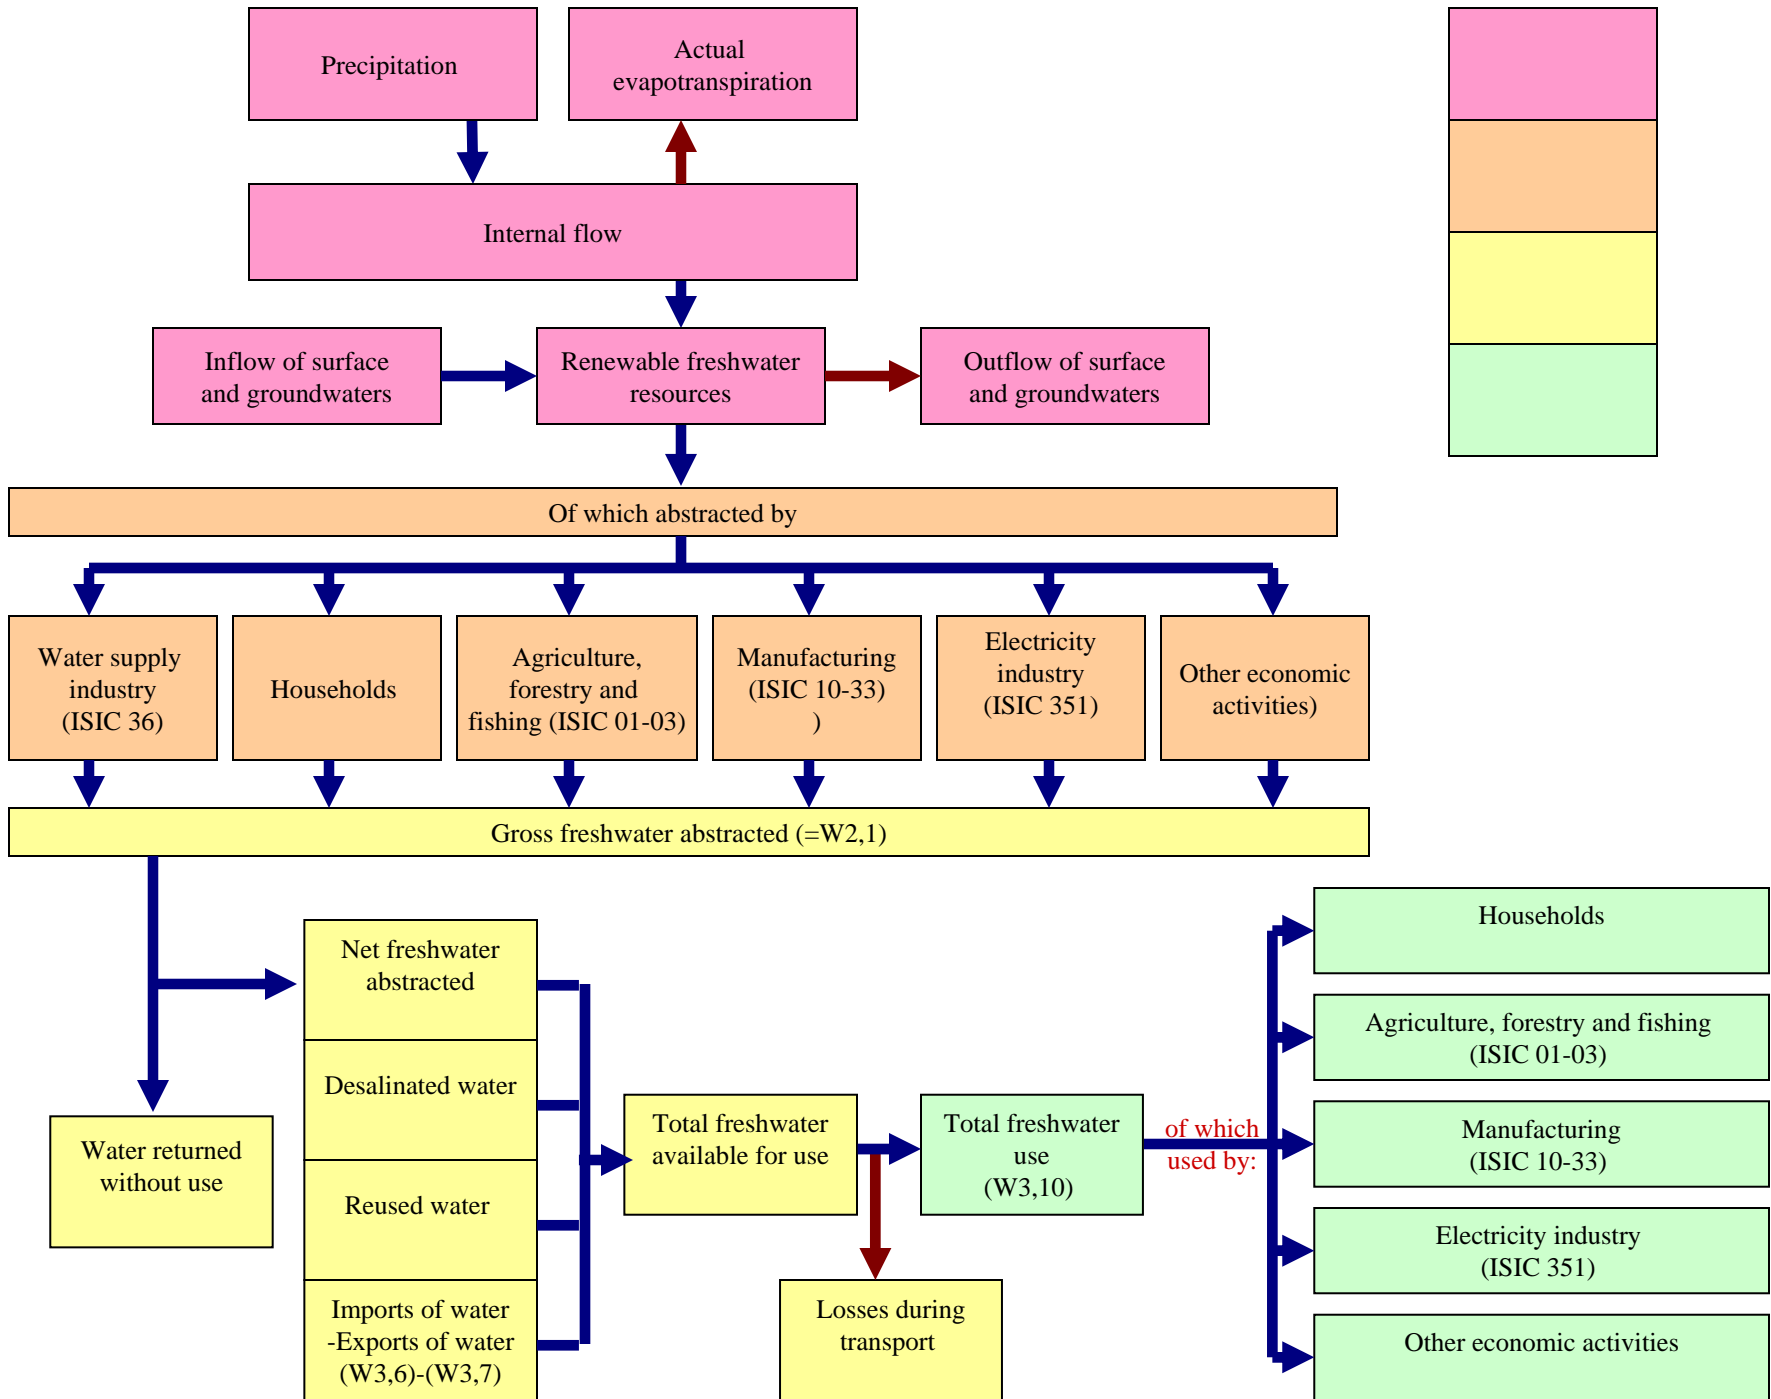 Precipitation
Actual
evapotranspiration
Internal flow
Inflow of surface
and groundwaters
Renewable freshwater
resources
Outflow of surface
and groundwaters
Of which abstracted by
Water supply
industry
(ISIC 36)
Households
Agriculture,
forestry and
fishing (ISIC 01-03)
Manufacturing
(ISIC 10-33)
)
Electricity
industry
(ISIC 351)
Other economic
activities)
Gross freshwater abstracted (=W2,1)
Water returned
without use
Net freshwater
abstracted
Desalinated water
Reused water
Imports of water
-Exports of water
(W3,6)-(W3,7)
Total freshwater
available for use
Losses during
transport
Total freshwater
use
(W3,10)
of which
used by:
Households
Agriculture, forestry and fishing
(ISIC 01-03)
Manufacturing
(ISIC 10-33)
Electricity industry
(ISIC 351)
Other economic activities